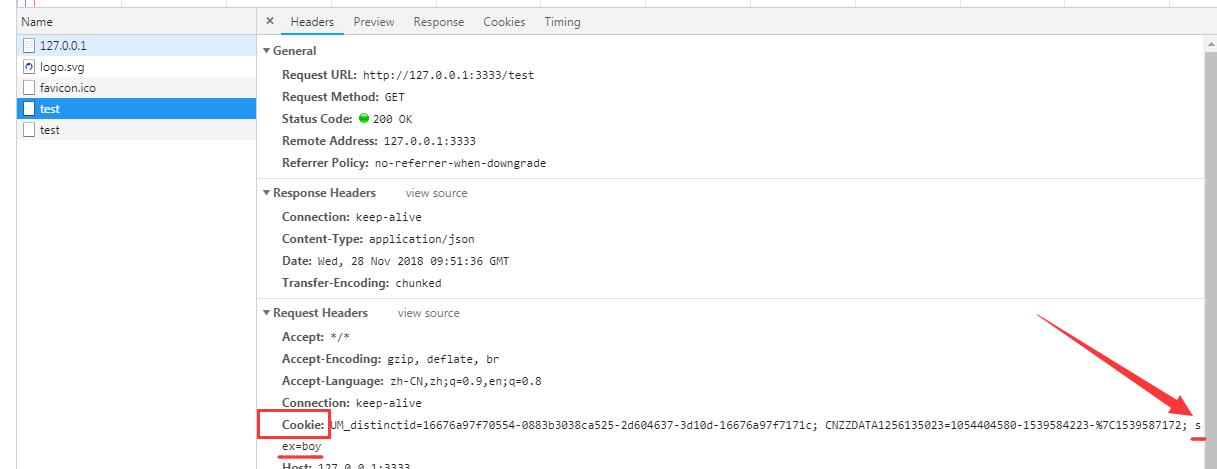 Name
Headers Preview Response Cookies Timing
127.0.0.1
logo.svg
favicon.ico
test
test
General
Request URL: http://127.0.0.1:3333/test
Request Method: GET
Status Code: 200 OK
Remote Address: 127.0.0.1:3333
Referrer Policy: no-referrer-when-downgrade
Response Headers view source
Connection: keep-alive
Content-Type: application/json
Date: Wed, 28 Nov 2018 09:51:36 GMT
Transfer-Encoding: chunked
Request Headers view source
Accept: */*
Accept-Encoding: gzip, deflate, br
Accept-Language: zh-CN,zh;q=0.9,en;q=0.8
Connection: keep-alive
Cookie: UM_distinctid=16676a97f70554-0883b3038ca525-2d604637-3d10d-16676a97f7171c; CNZZDATA1256135023=1054404580-1539584223-%7C1539587172; s
ex=boy
Host: 127.0.0.1:3333